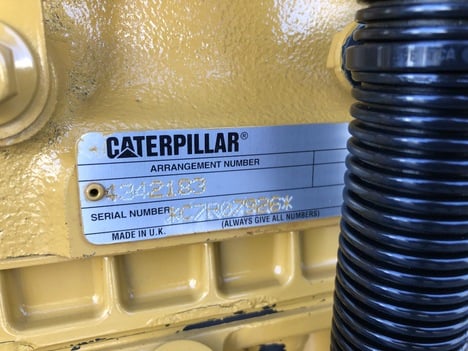 CATERPILLAR®
ARRANGEMENT NUMBER
4342183
SERIAL NUMBER
(ALWAYS GIVE ALL NUMBERS)
MADE IN U.K.